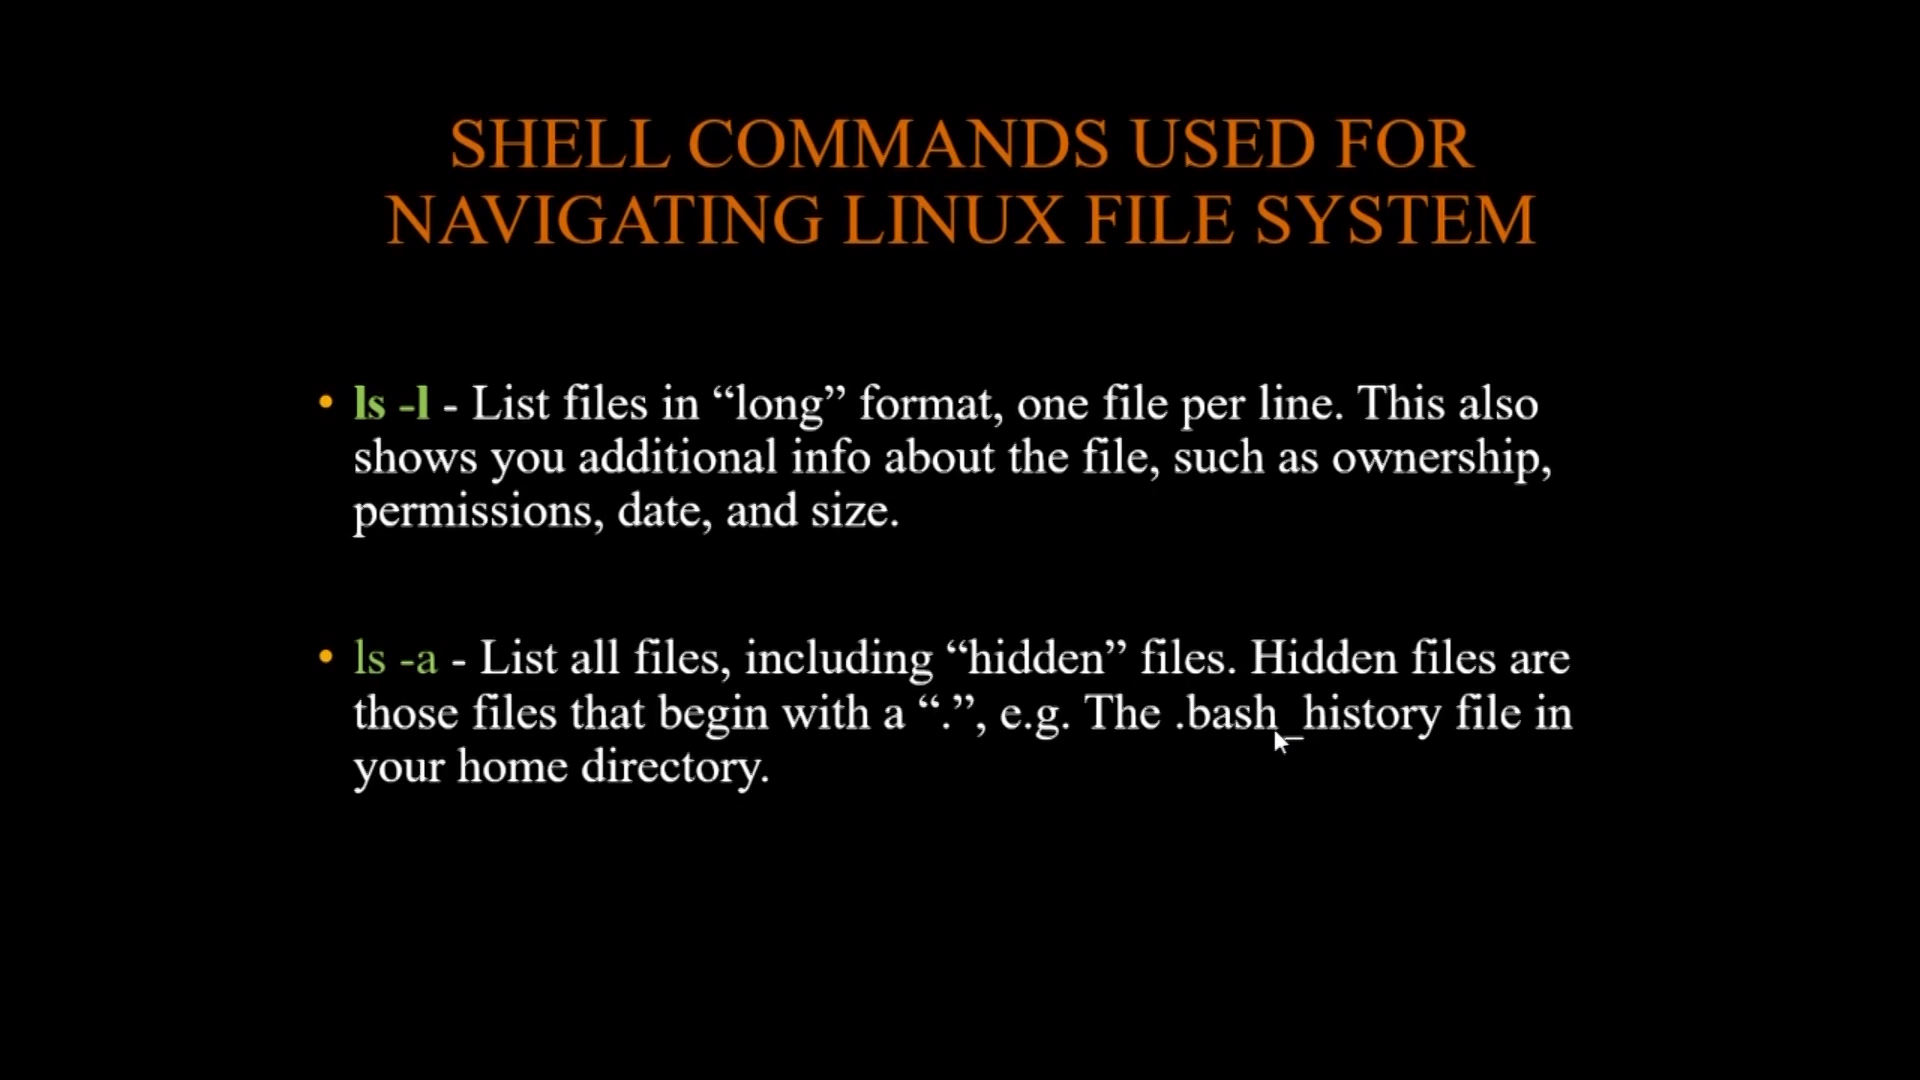 SHELL COMMANDS USED FOR
NAVIGATING LINUX FILE SYSTEM
• ls -l - List files in “long” format, one file per line. This also
shows you additional info about the file, such as ownership,
permissions, date, and size.
• ls -a - List all files, including “hidden” files. Hidden files are
those files that begin with a “.”, e.g. The .bash_history file in
your home directory.